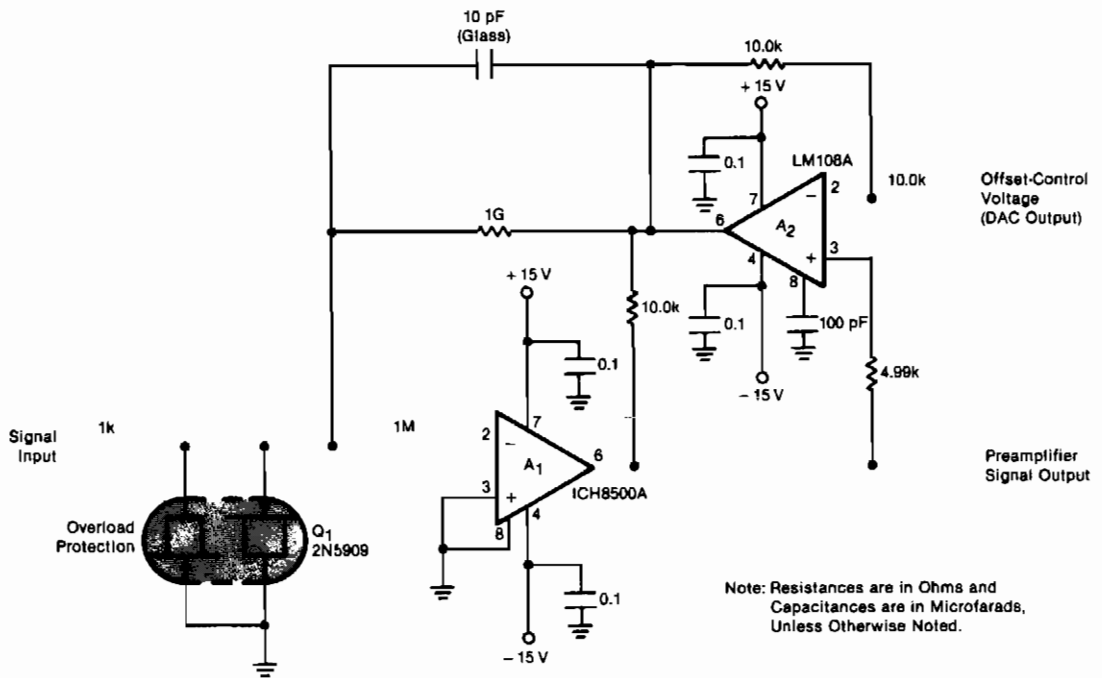 10 pF
(Glass)
10.0k
+ 15 V
LM108A
0.1
2
10.0k
Offset-Control
Voltage
(DAC Output)
7
−
1G
6
A2
3
+
4
8
+ 15 V
10.0k
0.1
100 pF
4.99k
0.1
− 15 V
Signal
Input
1k
1M
7
2
−
6
A1
3
+
ICH8500A
4
8
Preamplifier
Signal Output
Overload
Protection
Q1
2N5909
0.1
− 15 V
Note: Resistances are in Ohms and
Capacitances are in Microfarads,
Unless Otherwise Noted.